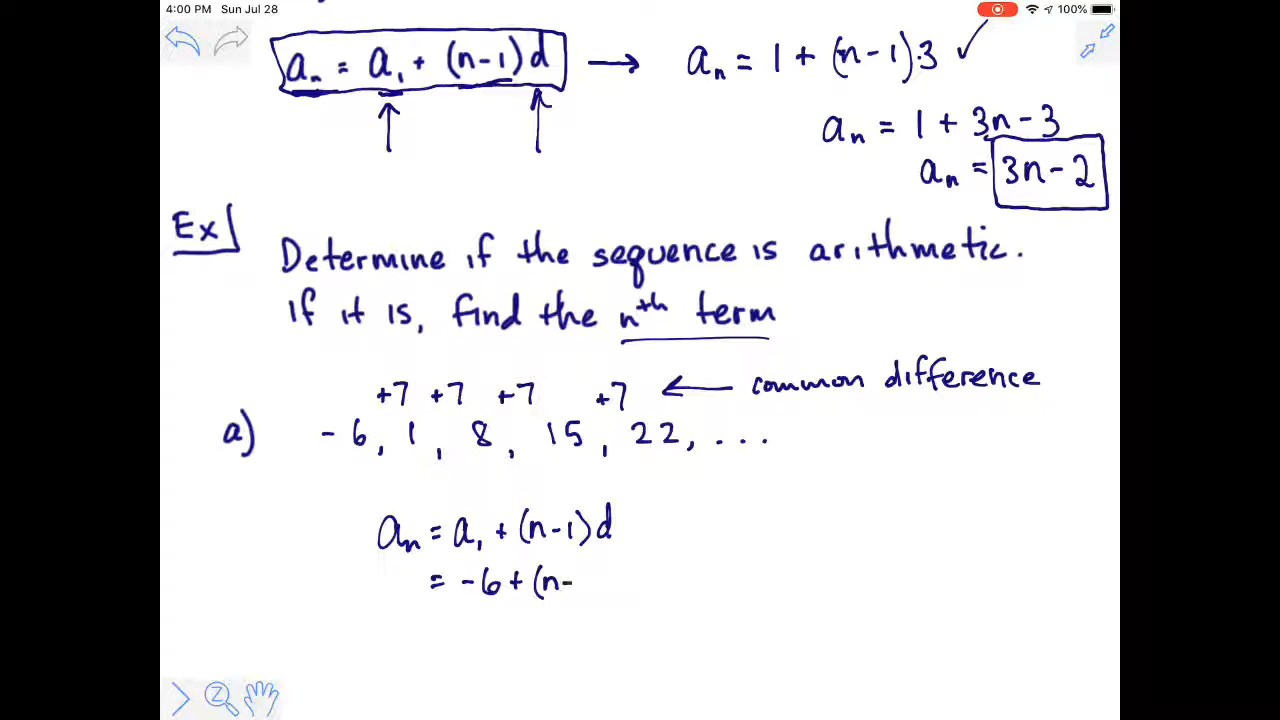 4:00 PM Sun Jul 28 100%
aₙ = a₁ + (n-1)d → aₙ = 1 + (n-1)·3 ✓
aₙ = 1 + 3n - 3
aₙ = 3n - 2
Ex Determine if the sequence is arithmetic.
If it is, find the nᵗʰ term
+7 +7 +7 +7 ← common difference
a) -6, 1, 8, 15, 22, ...
aₙ = a₁ + (n-1)d
= -6 + (n-
Z